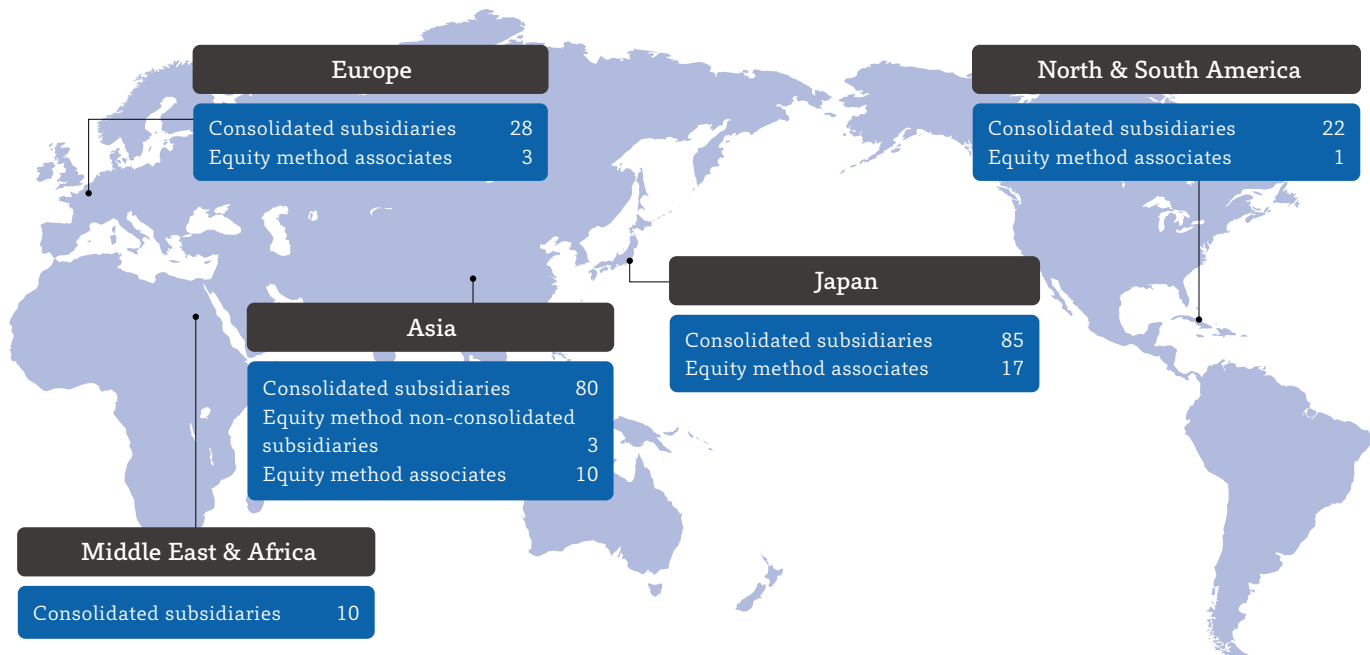 Europe
Consolidated subsidiaries 28
Equity method associates 3
North & South America
Consolidated subsidiaries 22
Equity method associates 1
Japan
Consolidated subsidiaries 85
Equity method associates 17
Asia
Consolidated subsidiaries 80
Equity method non-consolidated
subsidiaries 3
Equity method associates 10
Middle East & Africa
Consolidated subsidiaries 10